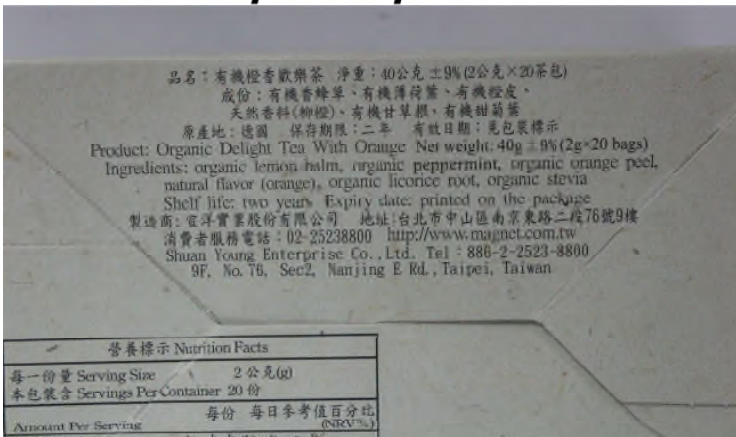 品名：有機橙香歡樂茶 淨重：40公克±9%(2公克×20茶包)
成份：有機香蜂草、有機薄荷葉、有機橙皮、
天然香料(柳橙)、有機甘草根、有機甜菊葉
原產地：德國 保存期限：二年 有效日期：見包裝標示
Product: Organic Delight Tea With Orange Net weight: 40g±9%(2g×20 bags)
Ingredients: organic lemon balm, organic peppermint, organic orange peel,
natural flavor (orange), organic licorice root, organic stevia
Shelf life: two years Expiry date: printed on the package
製造商：宣洋實業股份有限公司 地址：台北市中山區南京東路二段76號9樓
消費者服務電話：02-25238800 http://www.magnet.com.tw
Shuan Young Enterprise Co., Ltd. Tel：886-2-2523-8800
9F, No. 76, Sec2, Nanjing E Rd., Taipei, Taiwan
營養標示 Nutrition Facts
每一份量 Serving Size 2 公克(g)
本包裝含 Servings Per Container 20 份
每份 每日參考值百分比
Amount Per Serving (NRV%)